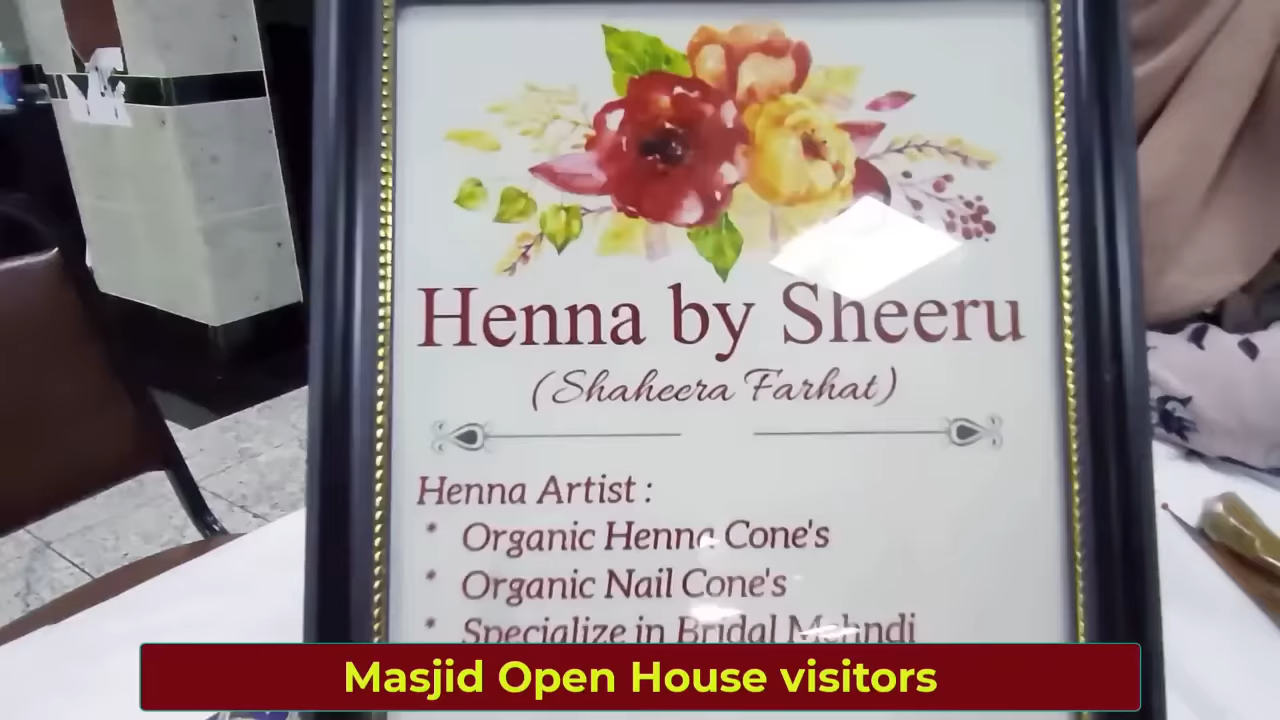 Henna by Sheeru
(Shaheera Farhat)
Henna Artist :
* Organic Henna Cone's
* Organic Nail Cone's
* Specialize in Bridal Mehndi
Masjid Open House visitors